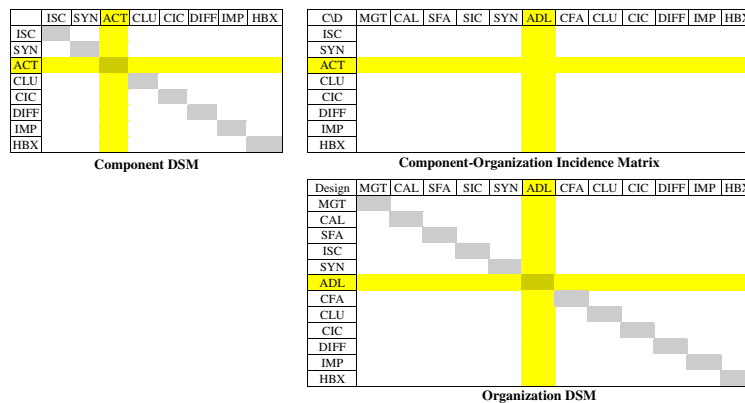 ISC SYN ACT CLU CIC DIFF IMP HBX
ISC
SYN
ACT
CLU
CIC
DIFF
IMP
HBX
Component DSM
C\D MGT CAL SFA SIC SYN ADL CFA CLU CIC DIFF IMP HBX
ISC
SYN
ACT
CLU
CIC
DIFF
IMP
HBX
Component-Organization Incidence Matrix
Design MGT CAL SFA SIC SYN ADL CFA CLU CIC DIFF IMP HBX
MGT
CAL
SFA
ISC
SYN
ADL
CFA
CLU
CIC
DIFF
IMP
HBX
Organization DSM